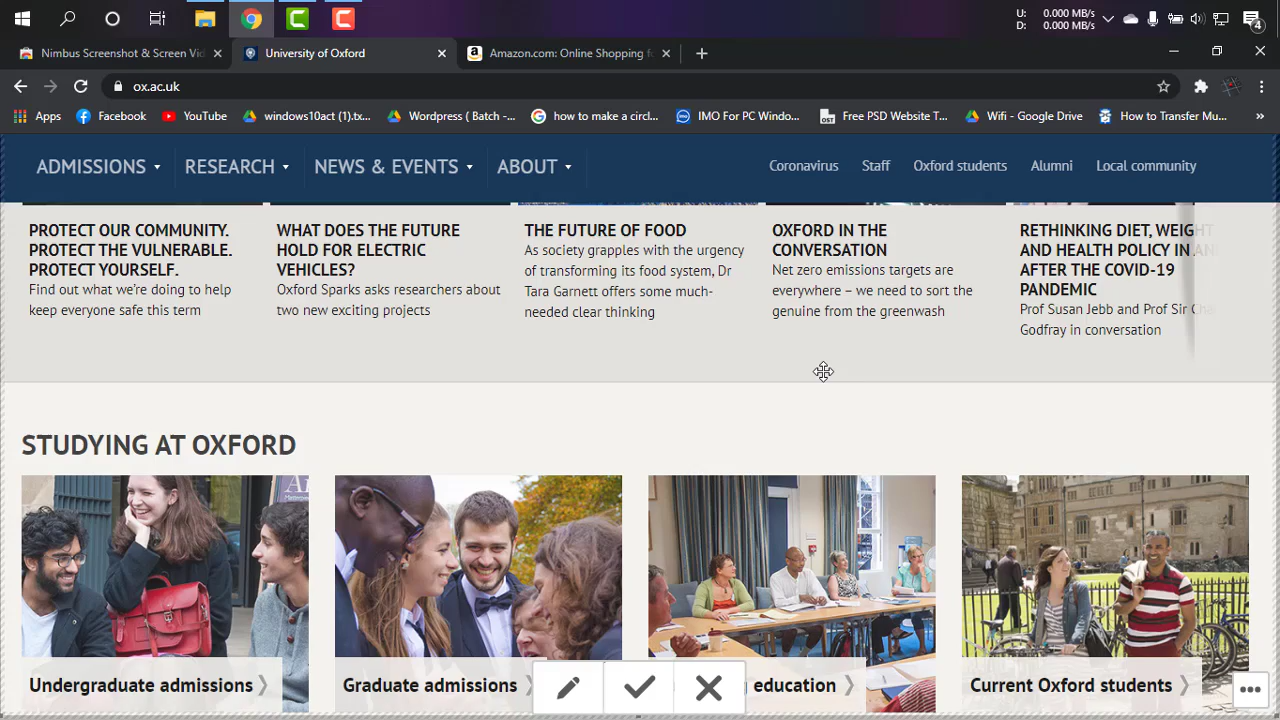 U: 0.000 MB/s
D: 0.000 MB/s
4
Nimbus Screenshot & Screen Vid
University of Oxford
Amazon.com: Online Shopping f
ox.ac.uk
Apps
Facebook
YouTube
windows10act (1).tx...
Wordpress ( Batch -...
how to make a circl...
IMO For PC Windo...
Free PSD Website T...
Wifi - Google Drive
How to Transfer Mu...
ADMISSIONS
RESEARCH
NEWS & EVENTS
ABOUT
Coronavirus
Staff
Oxford students
Alumni
Local community
PROTECT OUR COMMUNITY.
PROTECT THE VULNERABLE.
PROTECT YOURSELF.
Find out what we're doing to help
keep everyone safe this term
WHAT DOES THE FUTURE
HOLD FOR ELECTRIC
VEHICLES?
Oxford Sparks asks researchers about
two new exciting projects
THE FUTURE OF FOOD
As society grapples with the urgency
of transforming its food system, Dr
Tara Garnett offers some much-
needed clear thinking
OXFORD IN THE
CONVERSATION
Net zero emissions targets are
everywhere – we need to sort the
genuine from the greenwash
RETHINKING DIET, WEIGHT
AND HEALTH POLICY IN AN
AFTER THE COVID-19
PANDEMIC
Prof Susan Jebb and Prof Sir Cha
Godfray in conversation
STUDYING AT OXFORD
Undergraduate admissions
Graduate admissions
education
Current Oxford students